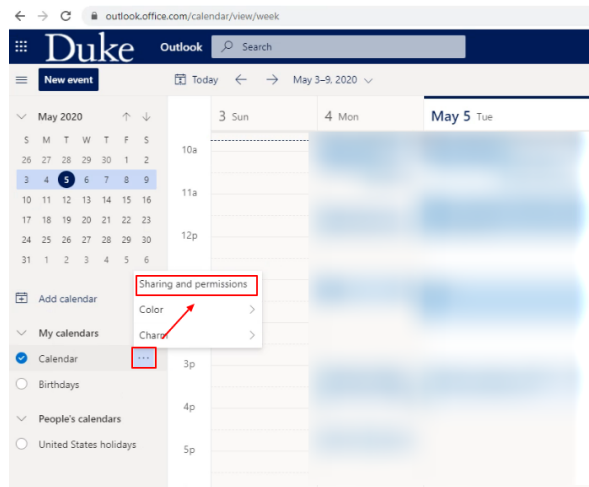 outlook.office.com/calendar/view/week
Duke Outlook Search
New event Today May 3–9, 2020
May 2020
3 Sun 4 Mon May 5 Tue
S M T W T F S
26 27 28 29 30 1 2
3 4 5 6 7 8 9
10 11 12 13 14 15 16
17 18 19 20 21 22 23
24 25 26 27 28 29 30
31 1 2 3 4 5 6
10a
11a
12p
Sharing and permissions
Color
Charm
Add calendar
My calendars
Calendar
Birthdays
People's calendars
United States holidays
3p
4p
5p